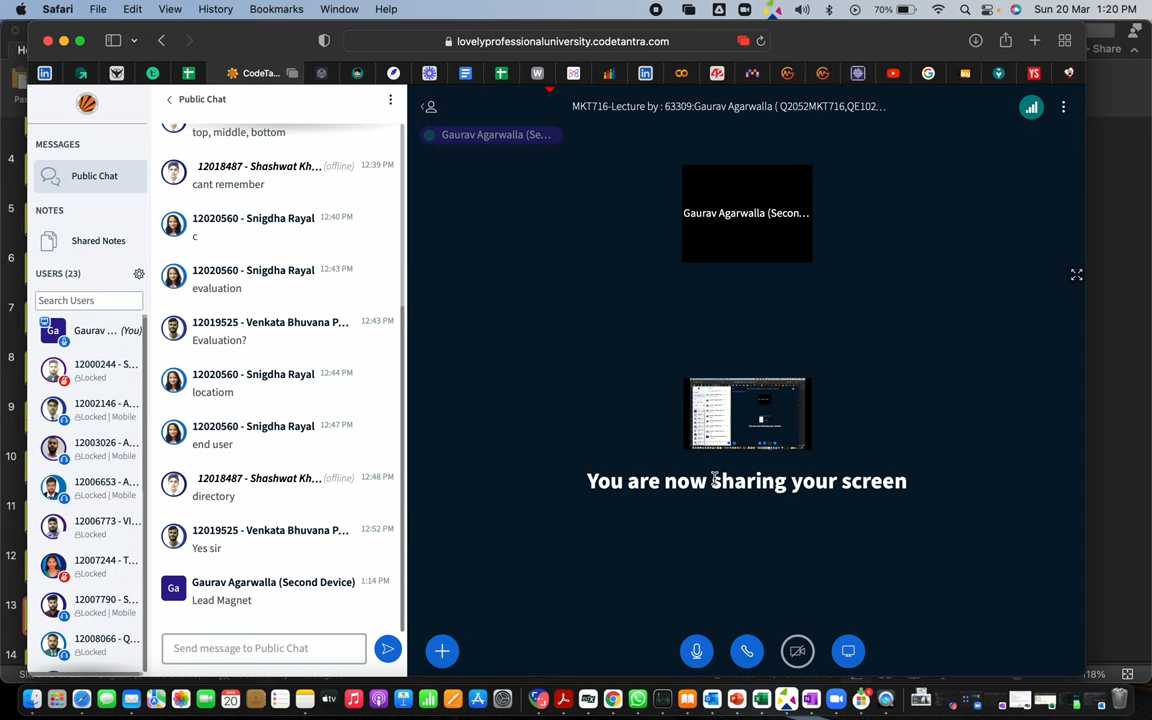 Safari File Edit View History Bookmarks Window Help
70% Sun 20 Mar 1:20 PM
lovelyprofessionaluniversity.codetantra.com
Share
CodeTa...
MESSAGES
Public Chat
NOTES
Shared Notes
USERS (23)
Search Users
Ga Gaurav ... (You)
12000244 - S...
Locked
12002146 - A...
Locked | Mobile
12003026 - A...
Locked | Mobile
12006653 - A...
Locked | Mobile
12006773 - VI...
Locked
12007244 - T...
Locked
12007790 - S...
Locked | Mobile
12008066 - Q...
Locked
Public Chat
top, middle, bottom
12018487 - Shashwat Kh... (offline) 12:39 PM
cant remember
12020560 - Snigdha Rayal 12:40 PM
c
12020560 - Snigdha Rayal 12:43 PM
evaluation
12019525 - Venkata Bhuvana P... 12:43 PM
Evaluation?
12020560 - Snigdha Rayal 12:44 PM
locatiom
12020560 - Snigdha Rayal 12:47 PM
end user
12018487 - Shashwat Kh... (offline) 12:48 PM
directory
12019525 - Venkata Bhuvana P... 12:52 PM
Yes sir
Ga Gaurav Agarwalla (Second Device) 1:14 PM
Lead Magnet
Send message to Public Chat
MKT716-Lecture by : 63309:Gaurav Agarwalla ( Q2052MKT716,QE102...
Gaurav Agarwalla (Se...
Gaurav Agarwalla (Secon...
You are now sharing your screen
4
5
6
7
8
9
10
11
12
13
14
118%